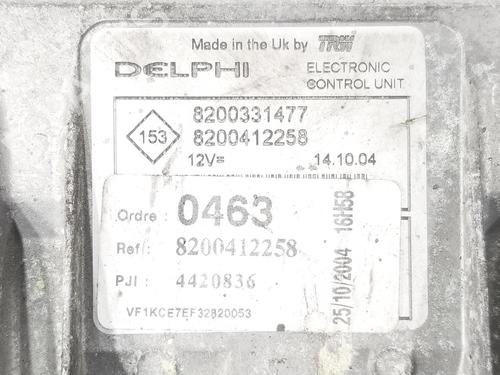 Made in the Uk by TRW
DELPHI
ELECTRONIC
CONTROL UNIT
153
8200331477
8200412258
12V= 14.10.04
Ordre : 0463
Ref : 8200412258
PJI : 4420836
VF1KCE7EF32820053
25/10/2004 16H58